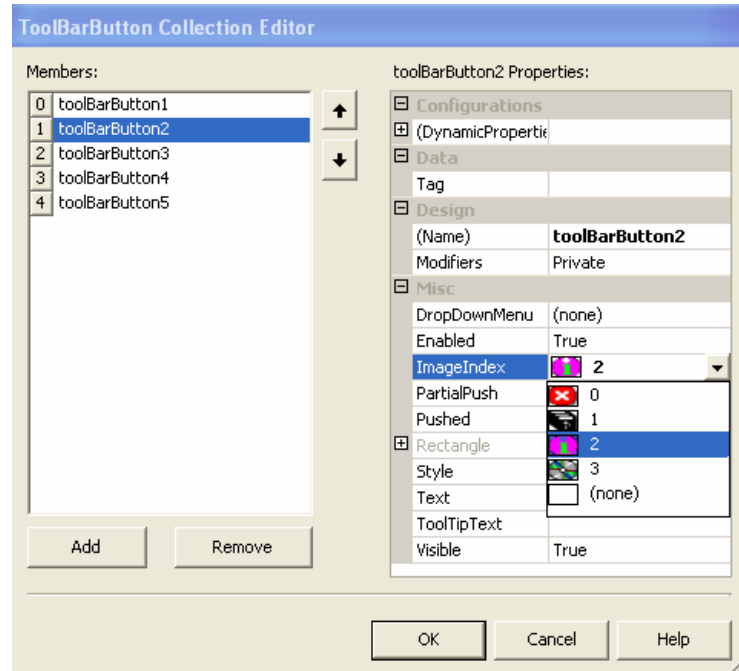 ToolBarButton Collection Editor
Members:
0 toolBarButton1
1 toolBarButton2
2 toolBarButton3
3 toolBarButton4
4 toolBarButton5
Add Remove
toolBarButton2 Properties:
Configurations
(DynamicPropertie
Data
Tag
Design
(Name) toolBarButton2
Modifiers Private
Misc
DropDownMenu (none)
Enabled True
ImageIndex 2
PartialPush 0
Pushed 1
Rectangle 2
Style 3
Text (none)
ToolTipText
Visible True
OK Cancel Help